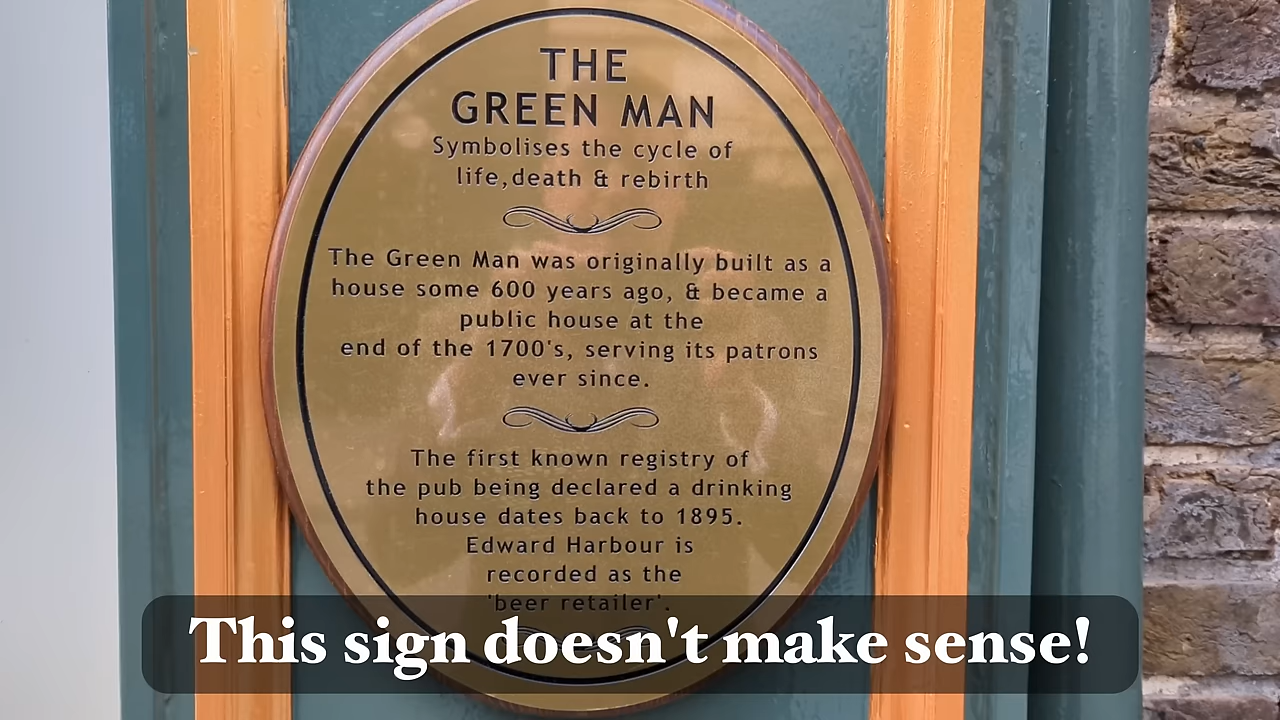 THE
GREEN MAN
Symbolises the cycle of
life,death & rebirth
The Green Man was originally built as a
house some 600 years ago, & became a
public house at the
end of the 1700's, serving its patrons
ever since.
The first known registry of
the pub being declared a drinking
house dates back to 1895.
Edward Harbour is
recorded as the
'beer retailer'.
This sign doesn't make sense!